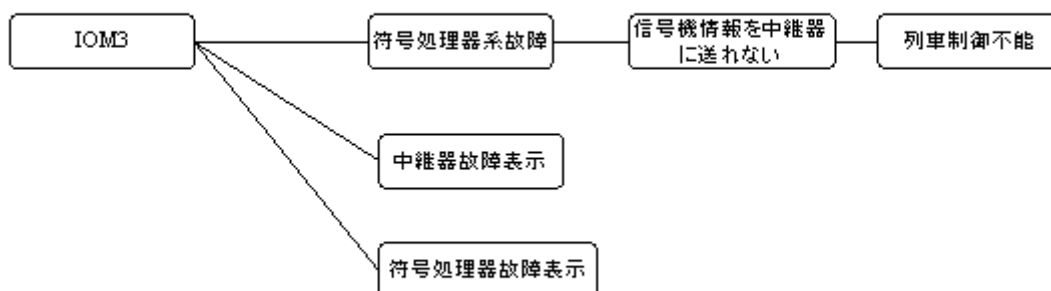 IOM3
符号処理器系故障
信号機情報を中継器
に送れない
列車制御不能
中継器故障表示
符号処理器故障表示